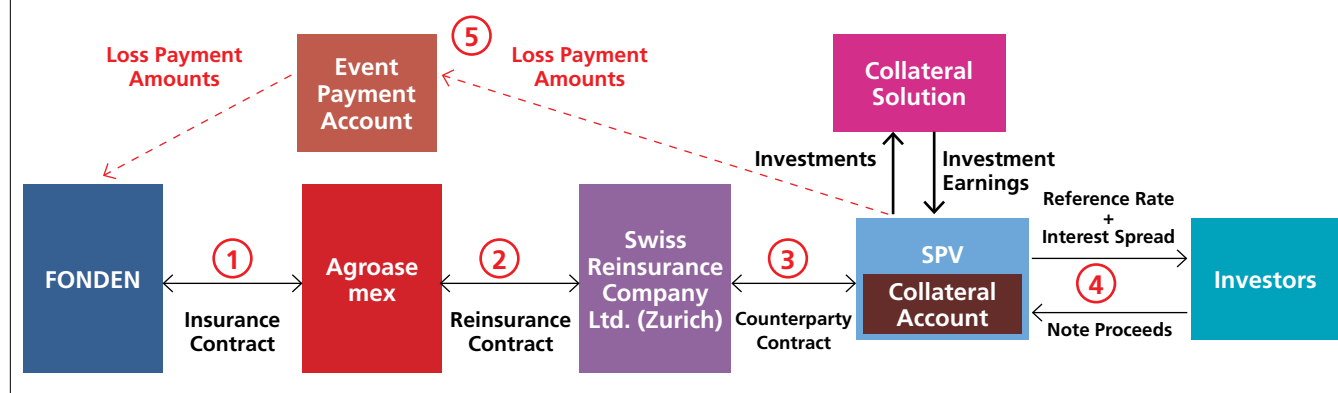 5
Loss Payment
Amounts
Event
Payment
Account
Loss Payment
Amounts
Collateral
Solution
Investments
Investment
Earnings
FONDEN
1
Insurance
Contract
Agroase
mex
2
Reinsurance
Contract
Swiss
Reinsurance
Company
Ltd. (Zurich)
3
Counterparty
Contract
SPV
Collateral
Account
Reference Rate
+
Interest Spread
4
Note Proceeds
Investors